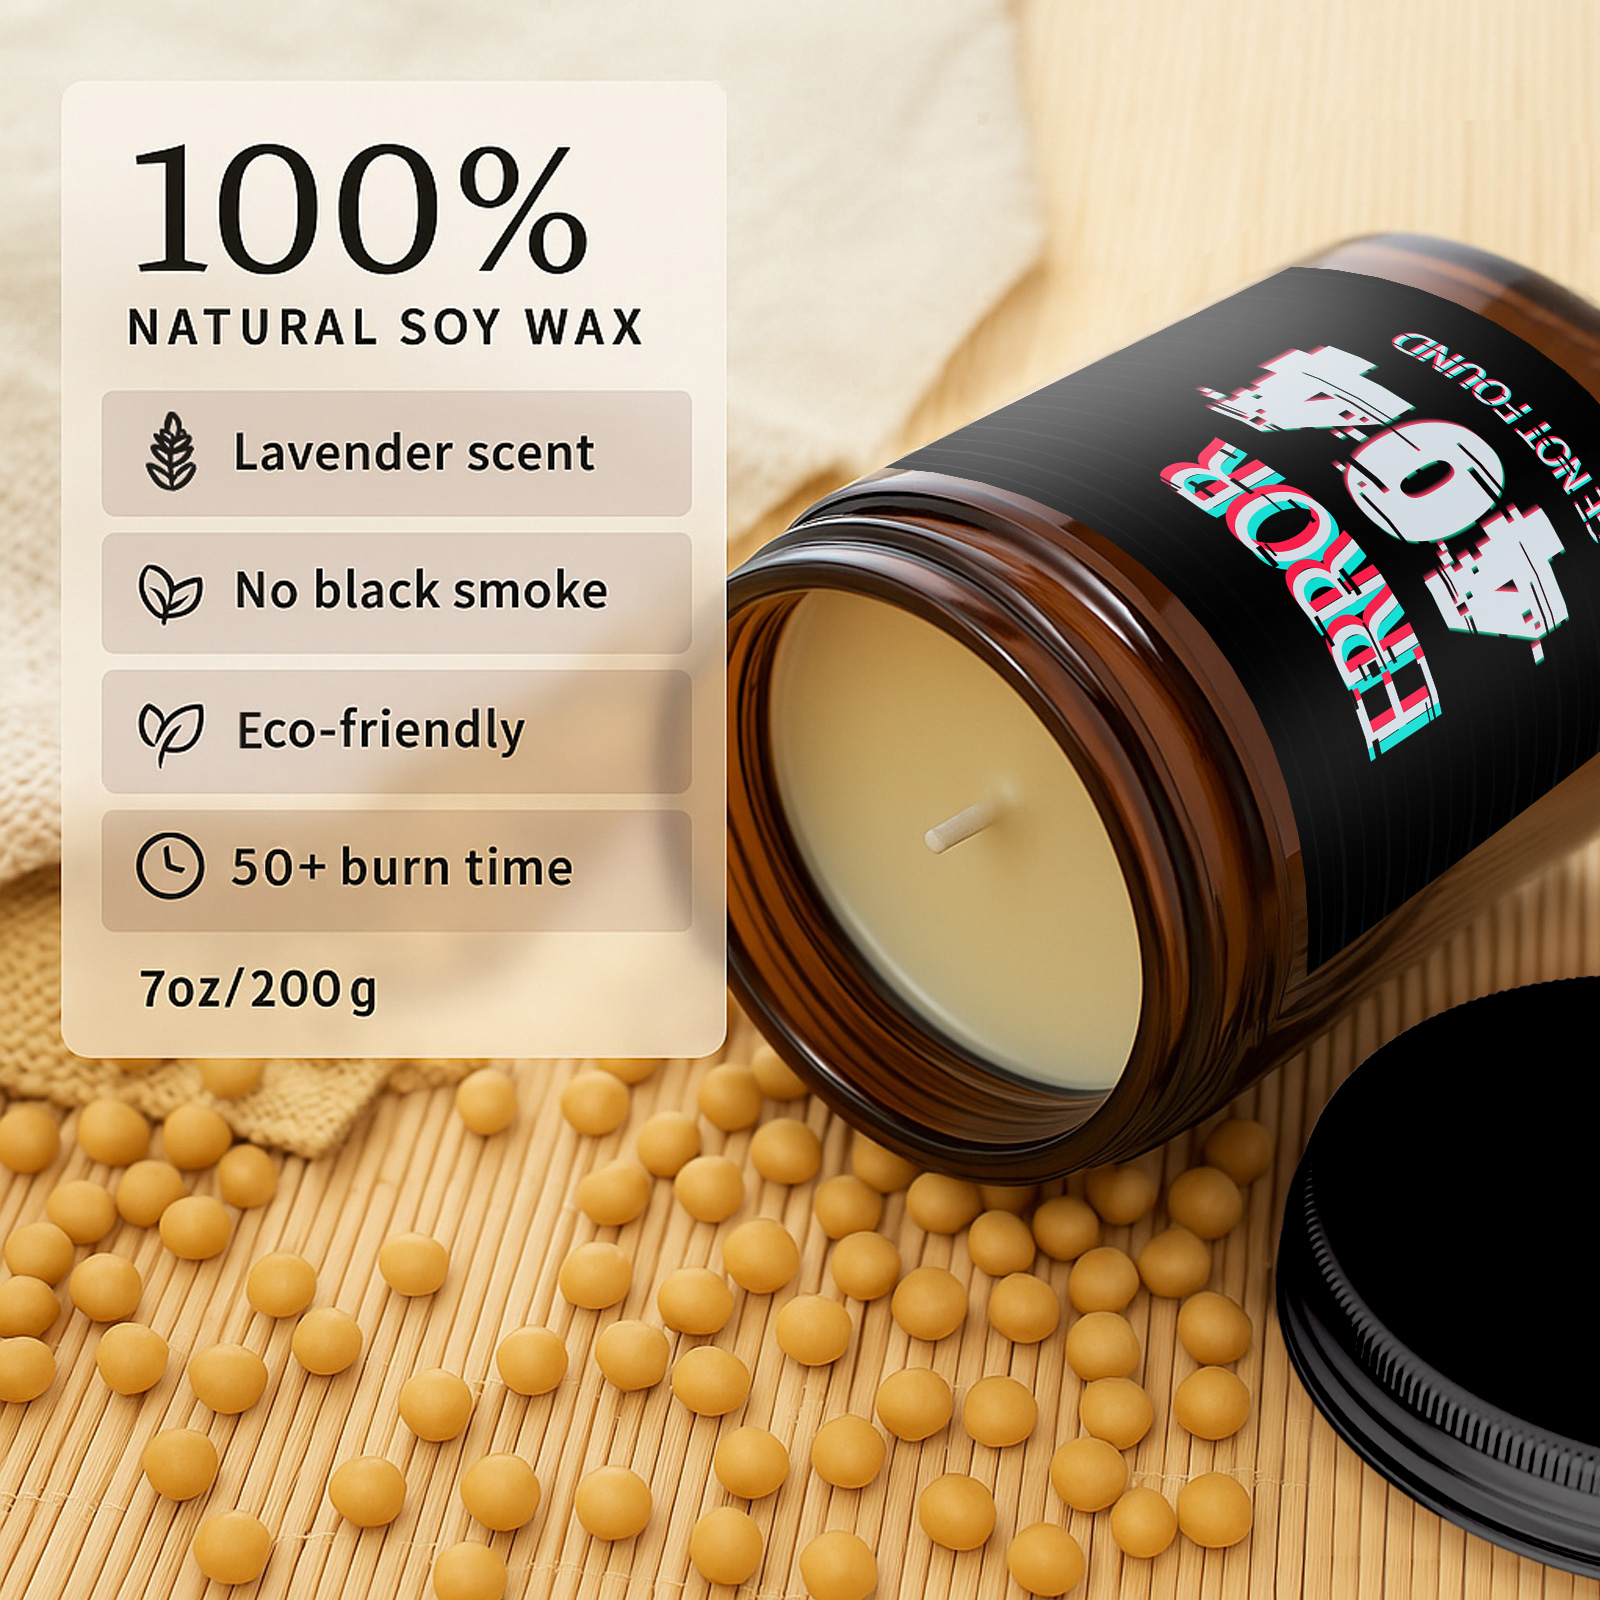 100%
NATURAL SOY WAX
Lavender scent
No black smoke
Eco-friendly
50+ burn time
7oz/200g
ERROR
404
NOT FOUND